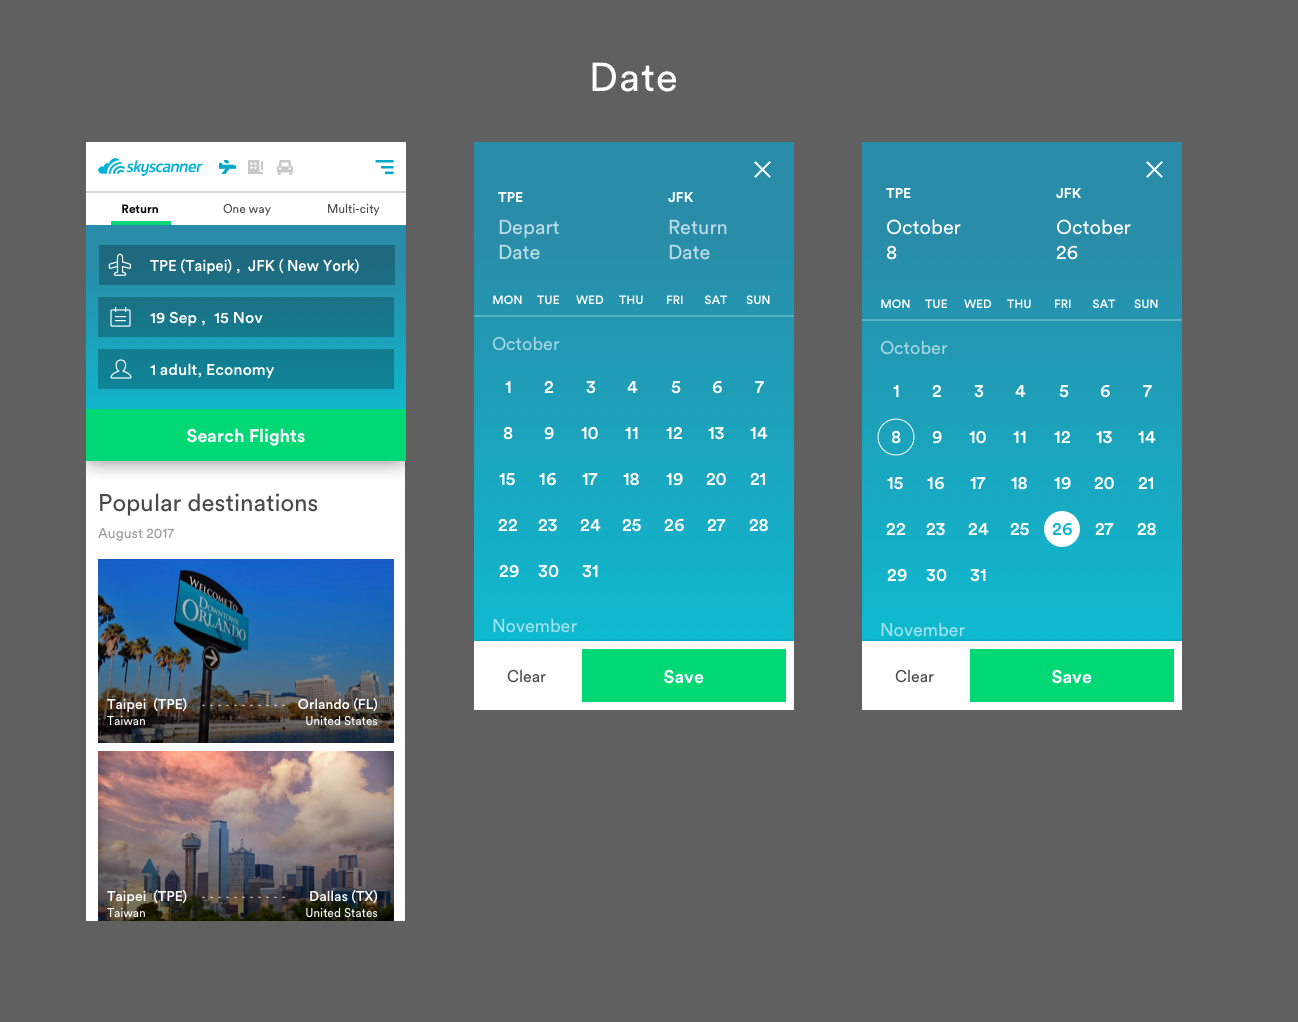 Date
skyscanner
Return One way Multi-city
TPE (Taipei) , JFK ( New York)
19 Sep , 15 Nov
1 adult, Economy
Search Flights
Popular destinations
August 2017
WELCOME TO
DOWNTOWN
ORLANDO
Taipei (TPE) - - - - - - - - - - - Orlando (FL)
Taiwan United States
Taipei (TPE) - - - - - - - - - - - Dallas (TX)
Taiwan United States
TPE JFK
Depart Return
Date Date
MON TUE WED THU FRI SAT SUN
October
1 2 3 4 5 6 7
8 9 10 11 12 13 14
15 16 17 18 19 20 21
22 23 24 25 26 27 28
29 30 31
November
Clear Save
TPE JFK
October October
8 26
MON TUE WED THU FRI SAT SUN
October
1 2 3 4 5 6 7
8 9 10 11 12 13 14
15 16 17 18 19 20 21
22 23 24 25 26 27 28
29 30 31
November
Clear Save